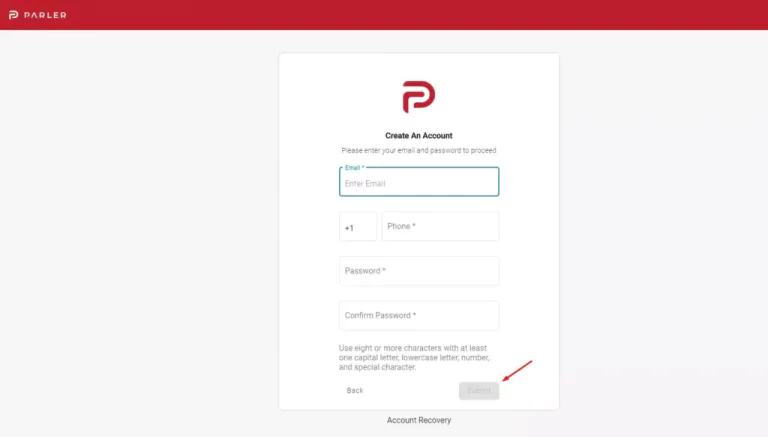 PARLER
Create An Account
Please enter your email and password to proceed
Email *
Enter Email
+1
Phone *
Password *
Confirm Password *
Use eight or more characters with at least
one capital letter, lowercase letter, number,
and special character.
Back
Submit
Account Recovery